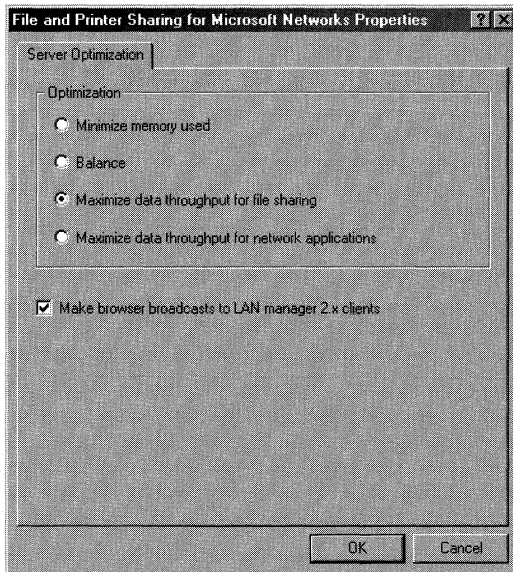 File and Printer Sharing for Microsoft Networks Properties
Server Optimization
Optimization
Minimize memory used
Balance
Maximize data throughput for file sharing
Maximize data throughput for network applications
Make browser broadcasts to LAN manager 2.x clients
OK
Cancel